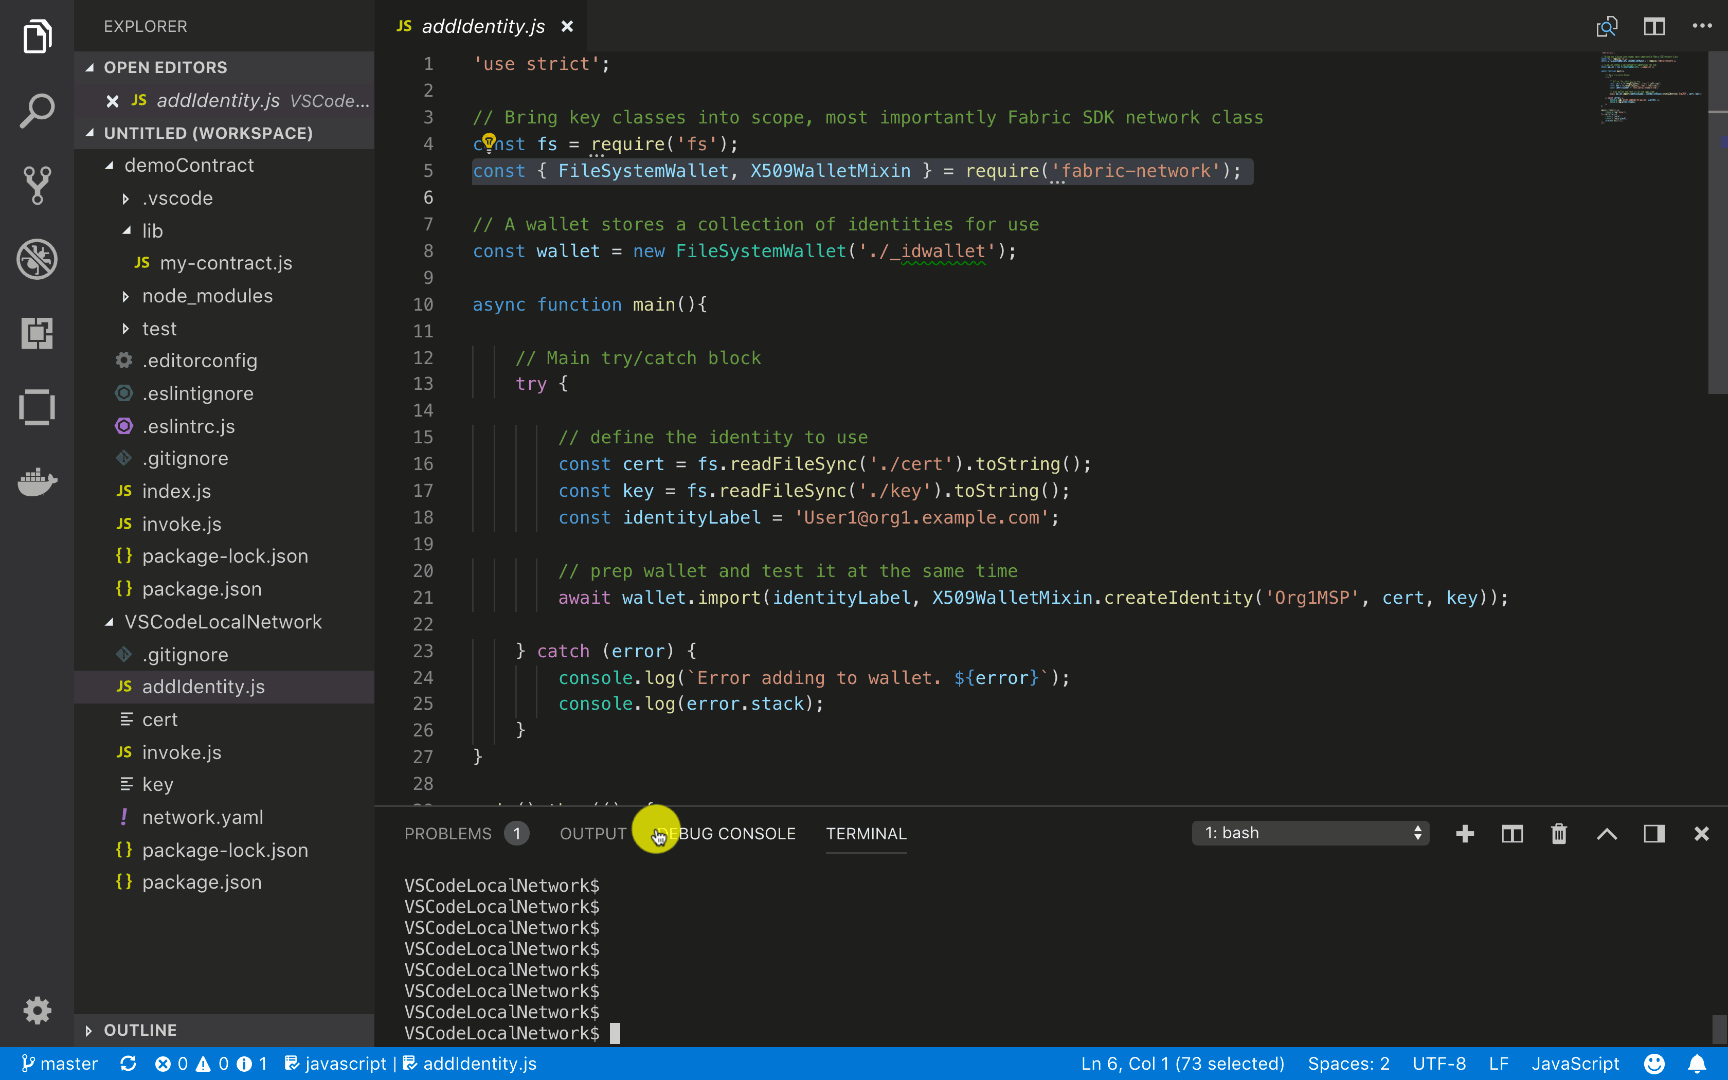 EXPLORER
OPEN EDITORS
JS addIdentity.js VSCode...
UNTITLED (WORKSPACE)
demoContract
.vscode
lib
JS my-contract.js
node_modules
test
.editorconfig
.eslintignore
.eslintrc.js
.gitignore
JS index.js
JS invoke.js
{} package-lock.json
{} package.json
VSCodeLocalNetwork
.gitignore
JS addIdentity.js
cert
JS invoke.js
key
! network.yaml
{} package-lock.json
{} package.json
OUTLINE
JS addIdentity.js
1 'use strict';
2
3 // Bring key classes into scope, most importantly Fabric SDK network class
4 const fs = require('fs');
5 const { FileSystemWallet, X509WalletMixin } = require('fabric-network');
6
7 // A wallet stores a collection of identities for use
8 const wallet = new FileSystemWallet('./_idwallet');
9
10 async function main(){
11
12 // Main try/catch block
13 try {
14
15 // define the identity to use
16 const cert = fs.readFileSync('./cert').toString();
17 const key = fs.readFileSync('./key').toString();
18 const identityLabel = 'User1@org1.example.com';
19
20 // prep wallet and test it at the same time
21 await wallet.import(identityLabel, X509WalletMixin.createIdentity('Org1MSP', cert, key));
22
23 } catch (error) {
24 console.log(`Error adding to wallet. ${error}`);
25 console.log(error.stack);
26 }
27 }
28
PROBLEMS 1 OUTPUT DEBUG CONSOLE TERMINAL 1: bash
VSCodeLocalNetwork$
VSCodeLocalNetwork$
VSCodeLocalNetwork$
VSCodeLocalNetwork$
VSCodeLocalNetwork$
VSCodeLocalNetwork$
VSCodeLocalNetwork$
VSCodeLocalNetwork$
master 0 0 1 javascript | addIdentity.js Ln 6, Col 1 (73 selected) Spaces: 2 UTF-8 LF JavaScript